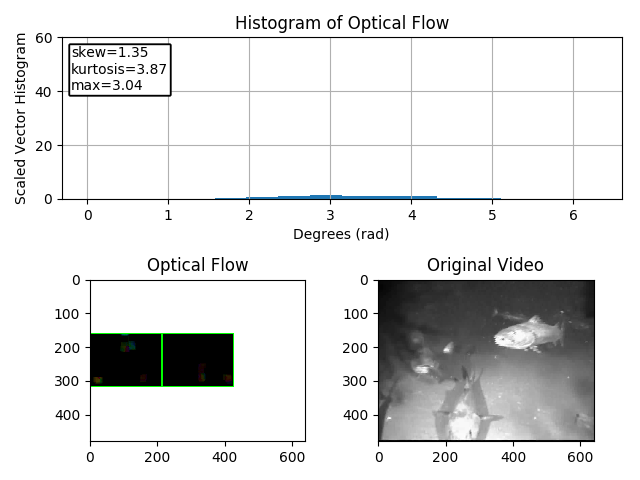 Histogram of Optical Flow
Scaled Vector Histogram
60
40
20
0
skew=1.35
kurtosis=3.87
max=3.04
0 1 2 3 4 5 6
Degrees (rad)
Optical Flow
0
100
200
300
400
0 200 400 600
Original Video
0
100
200
300
400
0 200 400 600